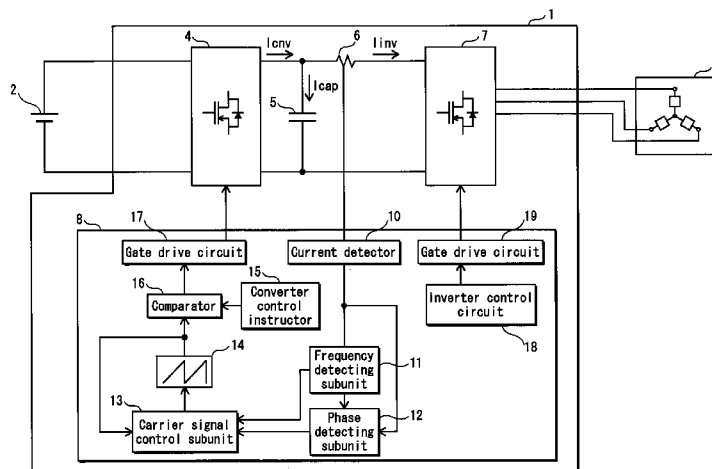 1
4
Icnv
6
Iinv
7
2
Icap
5
8
17
10
19
Gate drive circuit
Current detector
Gate drive circuit
16
15
Comparator
Converter
control
instructor
Inverter control
circuit
18
14
Frequency
detecting
subunit
11
13
Carrier signal
control subunit
Phase
detecting
subunit
12